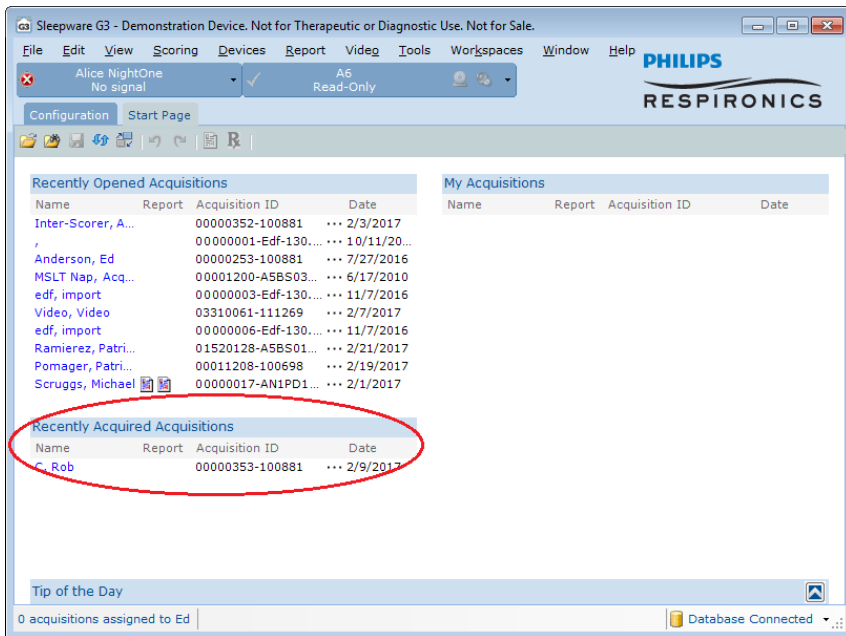 G3 Sleepware G3 - Demonstration Device. Not for Therapeutic or Diagnostic Use. Not for Sale.
File Edit View Scoring Devices Report Video Tools Workspaces Window Help
PHILIPS
RESPIRONICS
Alice NightOne
No signal
A6
Read-Only
Configuration Start Page
Recently Opened Acquisitions
Name Report Acquisition ID Date
Inter-Scorer, A... 00000352-100881 ... 2/3/2017
, 00000001-Edf-130.... ... 10/11/20...
Anderson, Ed 00000253-100881 ... 7/27/2016
MSLT Nap, Acq... 00001200-A5BS03... ... 6/17/2010
edf, import 00000003-Edf-130.... ... 11/7/2016
Video, Video 03310061-111269 ... 2/7/2017
edf, import 00000006-Edf-130.... ... 11/7/2016
Ramierez, Patri... 01520128-A5BS01... ... 2/21/2017
Pomager, Patri... 00011208-100698 ... 2/19/2017
Scruggs, Michael 00000017-AN1PD1... ... 2/1/2017
My Acquisitions
Name Report Acquisition ID Date
Recently Acquired Acquisitions
Name Report Acquisition ID Date
C, Rob 00000353-100881 ... 2/9/2017
Tip of the Day
0 acquisitions assigned to Ed
Database Connected